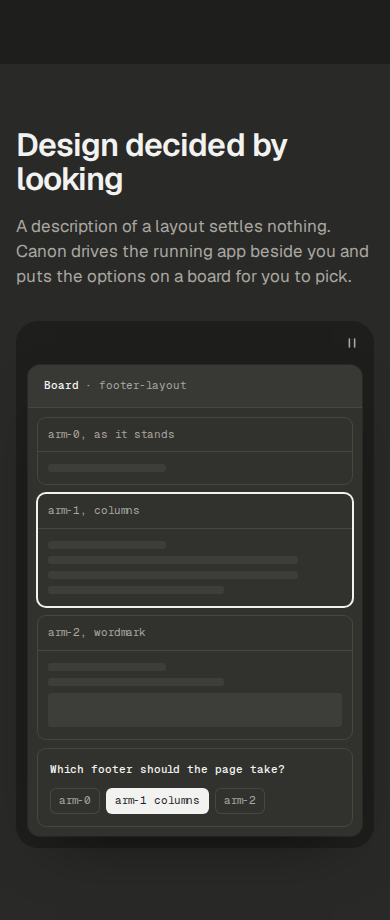 Design decided by
looking
A description of a layout settles nothing.
Canon drives the running app beside you and
puts the options on a board for you to pick.
Board · footer-layout
arm-0, as it stands
arm-1, columns
arm-2, wordmark
Which footer should the page take?
arm-0 arm-1 columns arm-2